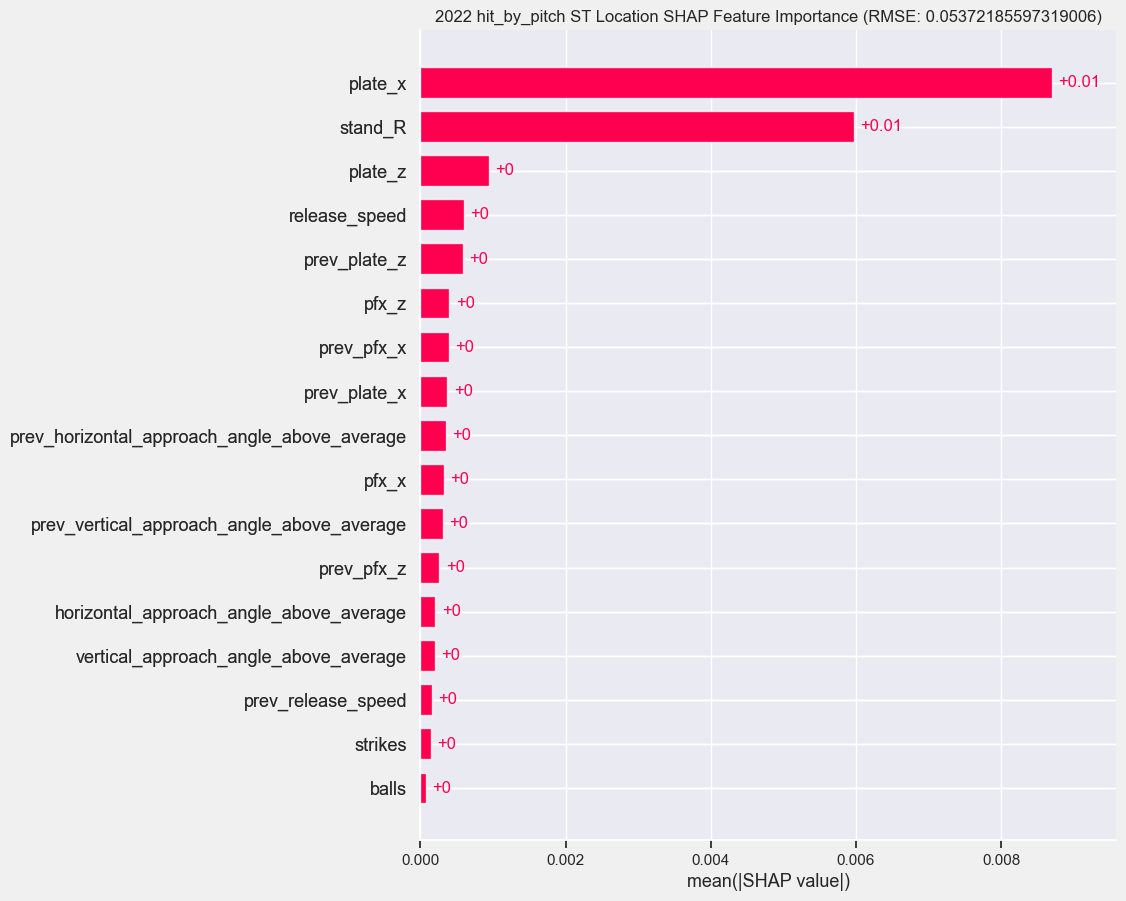 2022 hit_by_pitch ST Location SHAP Feature Importance (RMSE: 0.05372185597319006)
plate_x +0.01
stand_R +0.01
plate_z +0
release_speed +0
prev_plate_z +0
pfx_z +0
prev_pfx_x +0
prev_plate_x +0
prev_horizontal_approach_angle_above_average +0
pfx_x +0
prev_vertical_approach_angle_above_average +0
prev_pfx_z +0
horizontal_approach_angle_above_average +0
vertical_approach_angle_above_average +0
prev_release_speed +0
strikes +0
balls +0
0.000 0.002 0.004 0.006 0.008
mean(|SHAP value|)